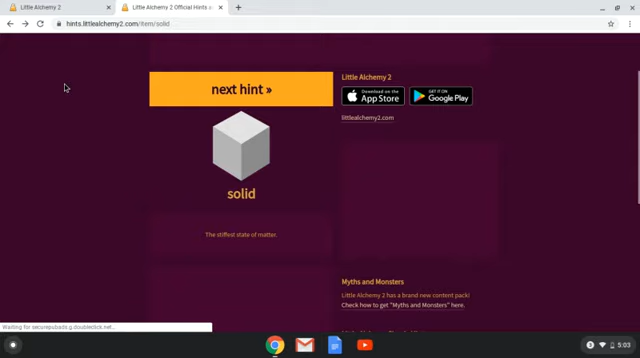 Little Alchemy 2
Little Alchemy 2 Official Hints a
hints.littlealchemy2.com/item/solid
next hint »
Little Alchemy 2
Download on the
App Store
GET IT ON
Google Play
littlealchemy2.com
solid
The stiffest state of matter.
Myths and Monsters
Little Alchemy 2 has a brand new content pack!
Check how to get "Myths and Monsters" here.
Waiting for securepubads.g.doubleclick.net...
3
5:03